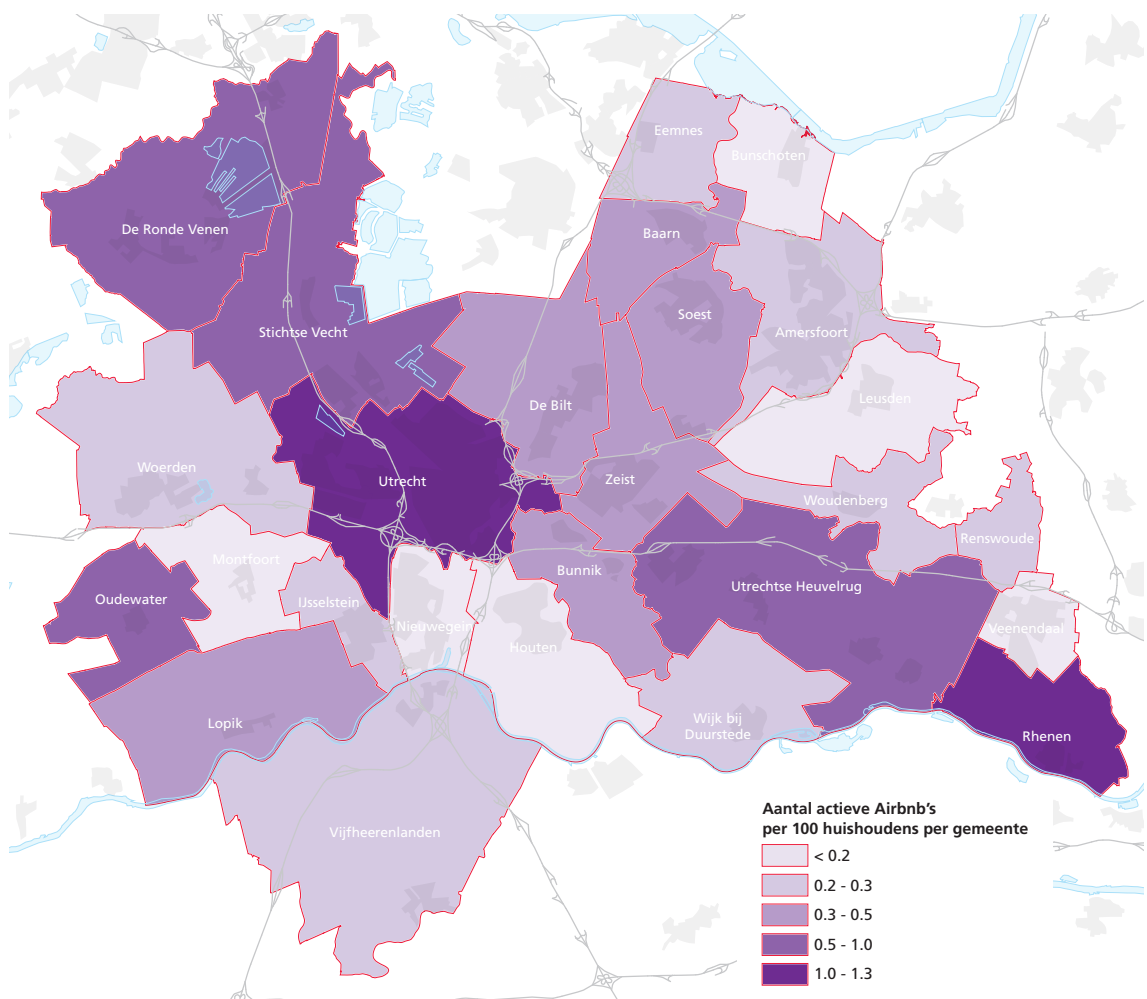 Eemnes
Bunschoten
De Ronde Venen
Baarn
Soest
Stichtse Vecht
Amersfoort
Leusden
De Bilt
Woerden
Utrecht
Zeist
Woudenberg
Renswoude
Montfoort
Bunnik
Utrechtse Heuvelrug
Oudewater
IJsselstein
Nieuwegein
Veenendaal
Houten
Lopik
Wijk bij
Duurstede
Rhenen
Vijfheerenlanden
Aantal actieve Airbnb's
per 100 huishoudens per gemeente
< 0.2
0.2 - 0.3
0.3 - 0.5
0.5 - 1.0
1.0 - 1.3